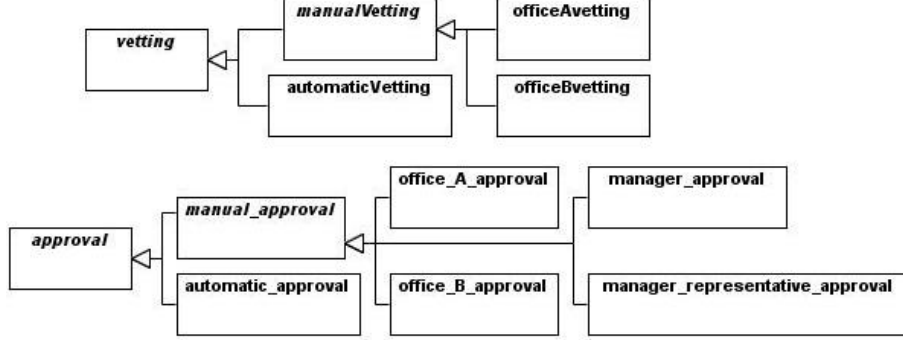 manualVetting
officeAvetting
vetting
automaticVetting
officeBvetting
office_A_approval
manager_approval
manual_approval
approval
automatic_approval
office_B_approval
manager_representative_approval